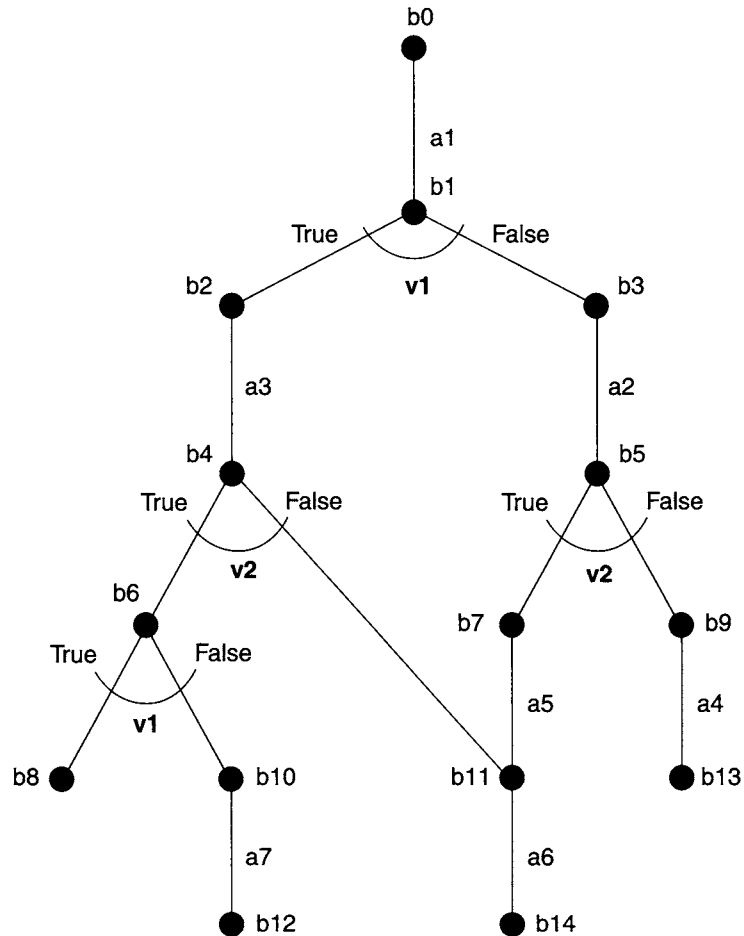 b0
a1
b1
True
False
v1
b2
b3
a3
a2
b4
b5
True
False
True
False
v2
v2
b6
b7
b9
True
False
v1
a5
a4
b8
b10
b11
b13
a7
a6
b12
b14